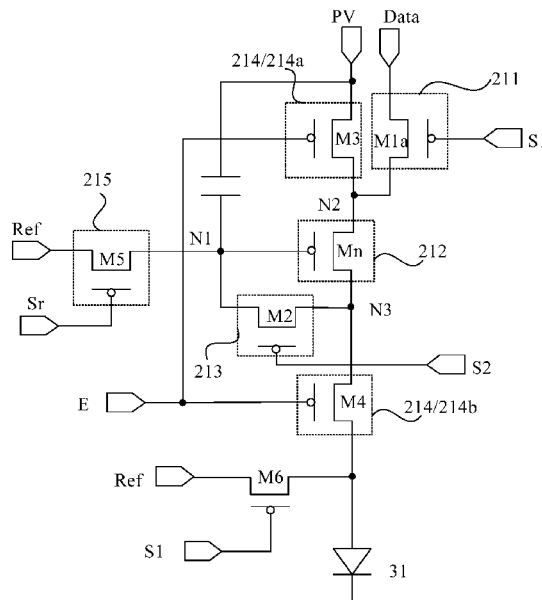 PV
Data
214/214a
211
M3
M1a
S
215
N2
Ref
N1
M5
Mn
212
Sr
M2
N3
213
S2
E
M4
214/214b
Ref
M6
S1
31